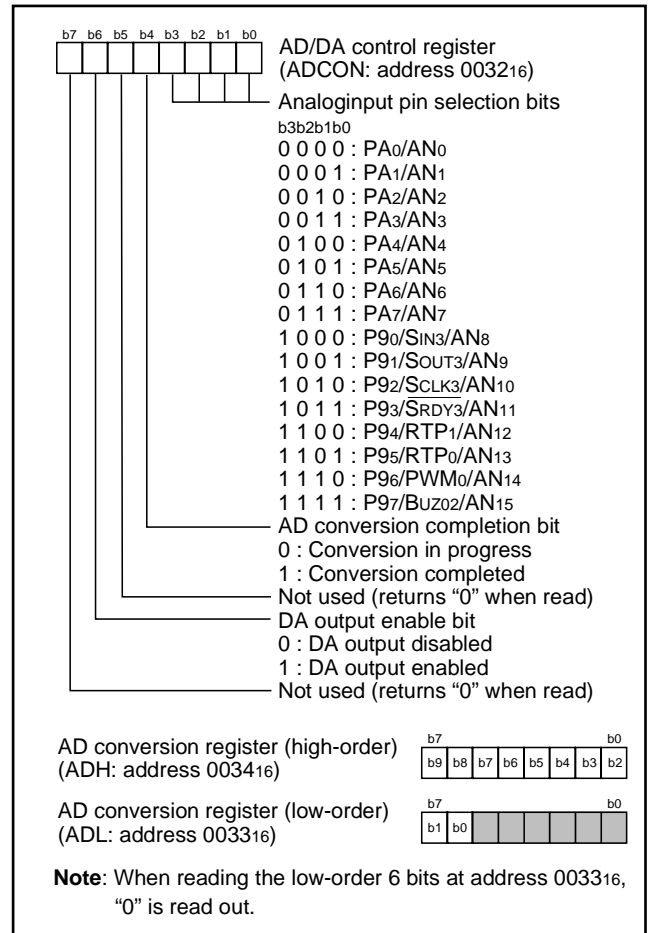 b7 b6 b5 b4 b3 b2 b1 b0
AD/DA control register
(ADCON: address 003216)
Analoginput pin selection bits
b3b2b1b0
0 0 0 0 : PA0/AN0
0 0 0 1 : PA1/AN1
0 0 1 0 : PA2/AN2
0 0 1 1 : PA3/AN3
0 1 0 0 : PA4/AN4
0 1 0 1 : PA5/AN5
0 1 1 0 : PA6/AN6
0 1 1 1 : PA7/AN7
1 0 0 0 : P90/SIN3/AN8
1 0 0 1 : P91/SOUT3/AN9
1 0 1 0 : P92/SCLK3/AN10
1 0 1 1 : P93/SRDY3/AN11
1 1 0 0 : P94/RTP1/AN12
1 1 0 1 : P95/RTP0/AN13
1 1 1 0 : P96/PWM0/AN14
1 1 1 1 : P97/BUZ02/AN15
AD conversion completion bit
0 : Conversion in progress
1 : Conversion completed
Not used (returns “0” when read)
DA output enable bit
0 : DA output disabled
1 : DA output enabled
Not used (returns “0” when read)
AD conversion register (high-order)
(ADH: address 003416)
b7 b0
b9 b8 b7 b6 b5 b4 b3 b2
AD conversion register (low-order)
(ADL: address 003316)
b7 b0
b1 b0
Note: When reading the low-order 6 bits at address 003316,
“0” is read out.